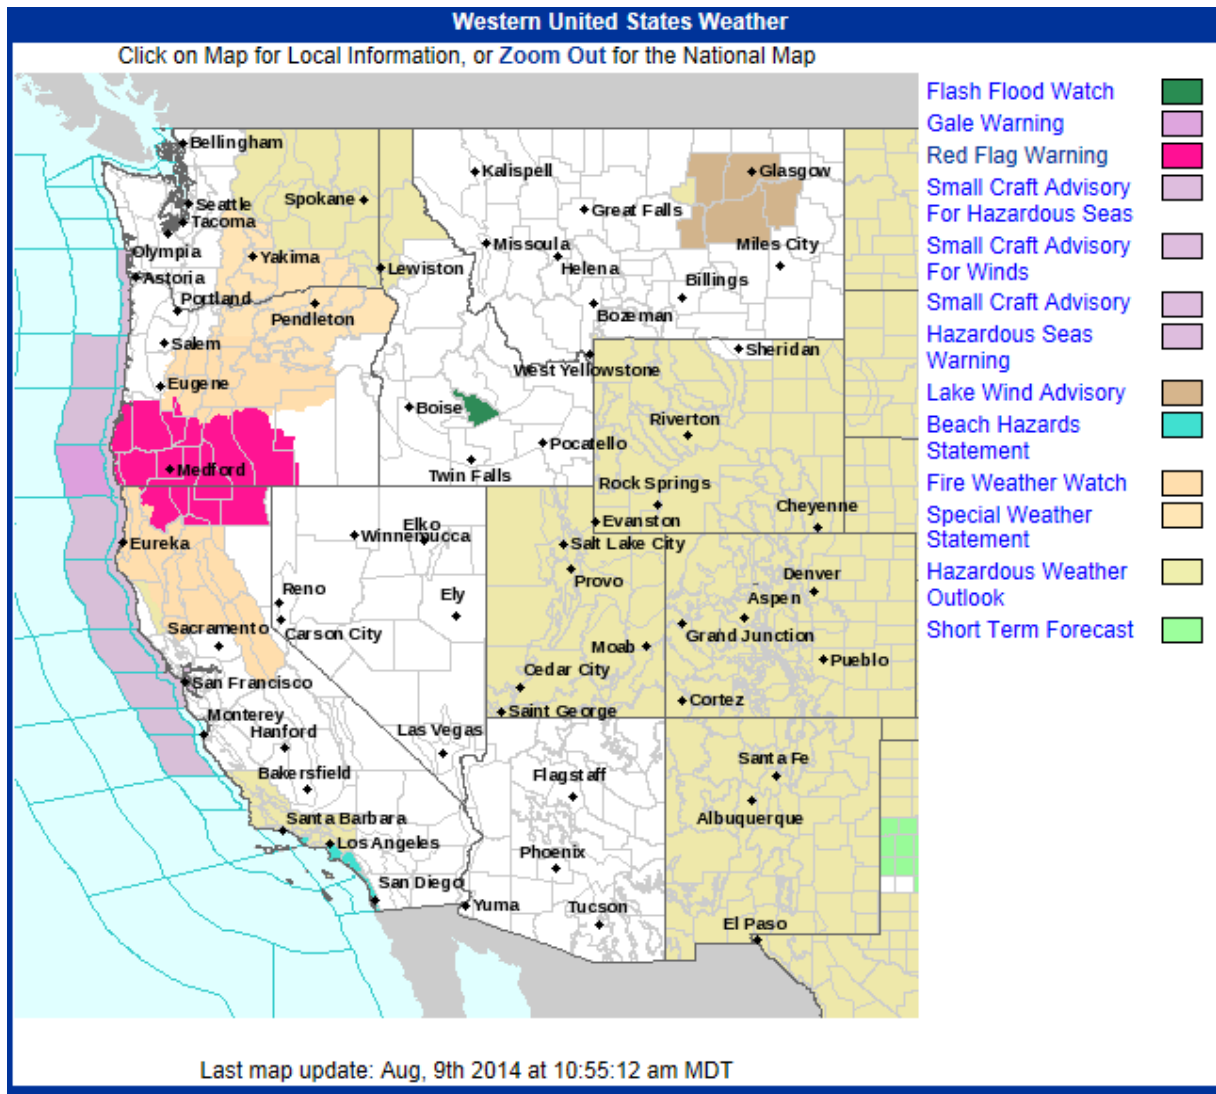 Western United States Weather
Click on Map for Local Information, or Zoom Out for the National Map
Flash Flood Watch
Gale Warning
Red Flag Warning
Small Craft Advisory
For Hazardous Seas
Small Craft Advisory
For Winds
Small Craft Advisory
Hazardous Seas
Warning
Lake Wind Advisory
Beach Hazards
Statement
Fire Weather Watch
Special Weather
Statement
Hazardous Weather
Outlook
Short Term Forecast
Bellingham
Kalispell
Glasgow
Spokane
Seattle
Great Falls
Tacoma
Olympia
Missoula
Miles City
Yakima
Lewiston
Helena
Astoria
Billings
Portland
Pendleton
Bozeman
Salem
Sheridan
West Yellowstone
Eugene
Boise
Riverton
Medford
Pocatello
Twin Falls
Rock Springs
Cheyenne
Evanston
Elko
Winnemucca
Eureka
Salt Lake City
Provo
Denver
Reno
Ely
Aspen
Sacramento
Carson City
Grand Junction
Moab
Pueblo
Cedar City
San Francisco
Cortez
Saint George
Monterey
Hanford
Las Vegas
Santa Fe
Bakersfield
Flagstaff
Santa Barbara
Albuquerque
Los Angeles
Phoenix
San Diego
Yuma
Tucson
El Paso
Last map update: Aug, 9th 2014 at 10:55:12 am MDT